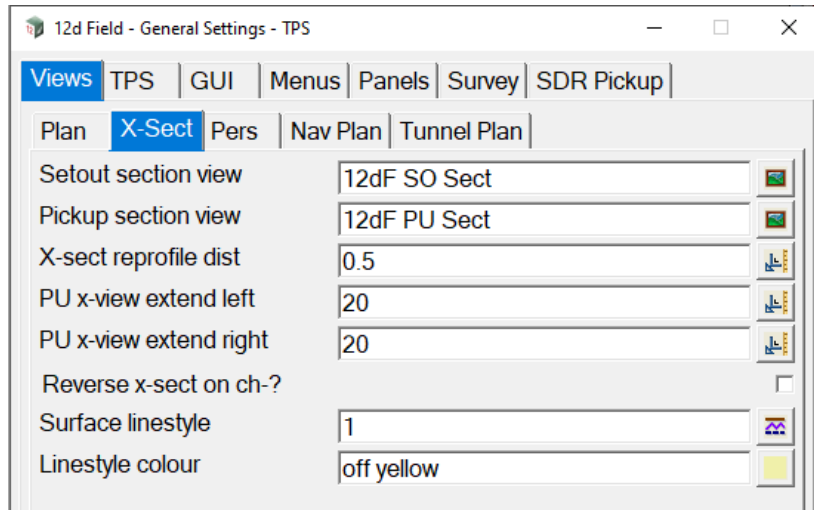 12d Field - General Settings - TPS
Views TPS GUI Menus Panels Survey SDR Pickup
Plan X-Sect Pers Nav Plan Tunnel Plan
Setout section view 12dF SO Sect
Pickup section view 12dF PU Sect
X-sect reprofile dist 0.5
PU x-view extend left 20
PU x-view extend right 20
Reverse x-sect on ch-?
Surface linestyle 1
Linestyle colour off yellow